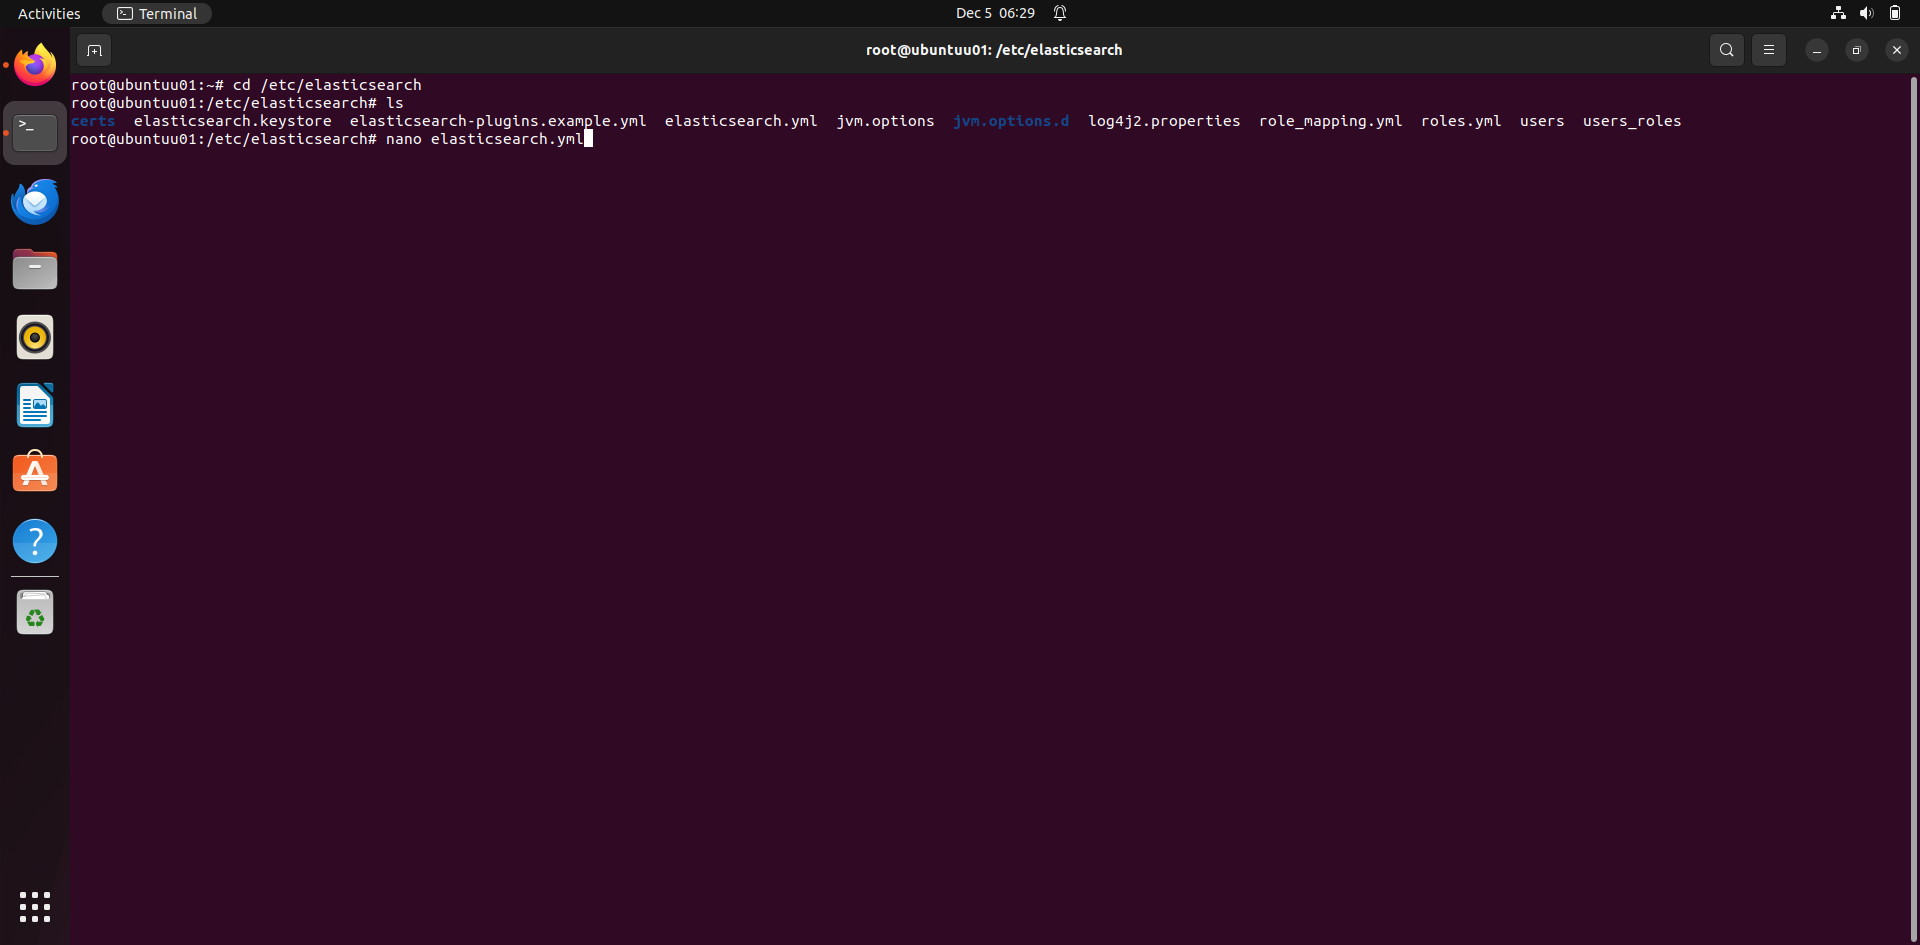 Activities Terminal Dec 5 06:29
root@ubuntuu01: /etc/elasticsearch
root@ubuntuu01:~# cd /etc/elasticsearch
root@ubuntuu01:/etc/elasticsearch# ls
certs elasticsearch.keystore elasticsearch-plugins.example.yml elasticsearch.yml jvm.options jvm.options.d log4j2.properties role_mapping.yml roles.yml users users_roles
root@ubuntuu01:/etc/elasticsearch# nano elasticsearch.yml